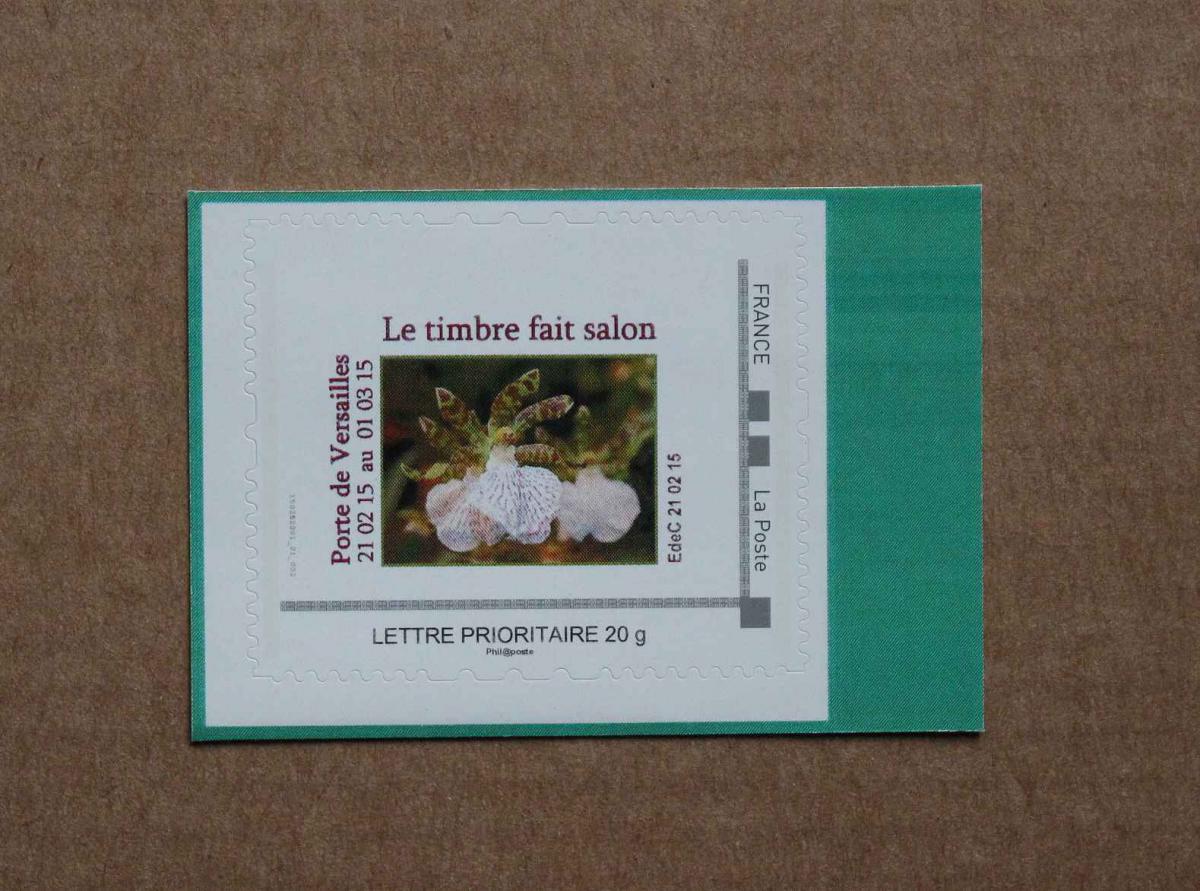 Le timbre fait salon
Porte de Versailles
21 02 15 au 01 03 15
EdeC 21 02 15
FRANCE
La Poste
LETTRE PRIORITAIRE 20 g
Phil@poste